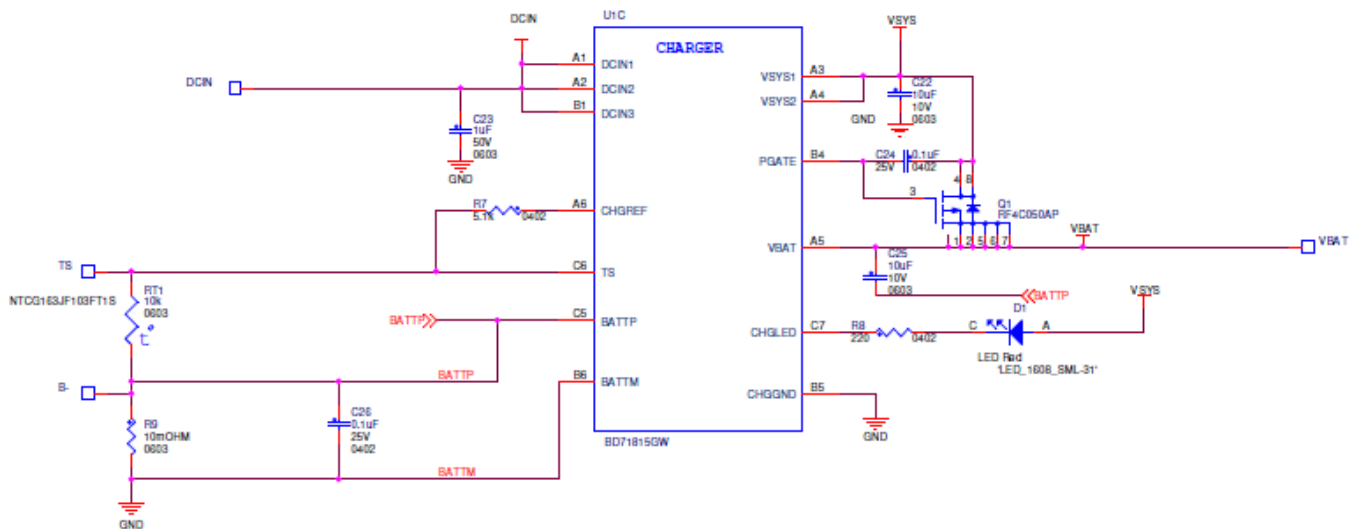 U1C
DCIN
VSYS
CHARGER
A1
DCIN1
A3
VSYS1
C22
10uF
10V
0603
DCIN
A2
DCIN2
A4
VSYS2
B1
DCIN3
GND
C23
1uF
50V
0603
GND
B4
PGATE
C24
25V
0.1uF
0402
4
8
3
Q1
RF4C050AP
R7
5.1K
0402
A6
CHGREF
VBAT
A5
VBAT
1
2
5
6
7
VBAT
TS
C6
TS
C25
10uF
10V
0603
BATTP
VSYS
RT1
10k
0603
NTCG163JF103FT1S
t°
BATTP
C5
BATTP
D1
C7
CHGLED
R8
220
0402
C
A
LED Red
'LED_1608_SML-31'
BATTP
B-
B6
BATTM
B5
CHGGND
GND
C26
0.1uF
25V
0402
R9
10mOHM
0603
BATTM
BD71815GW
GND